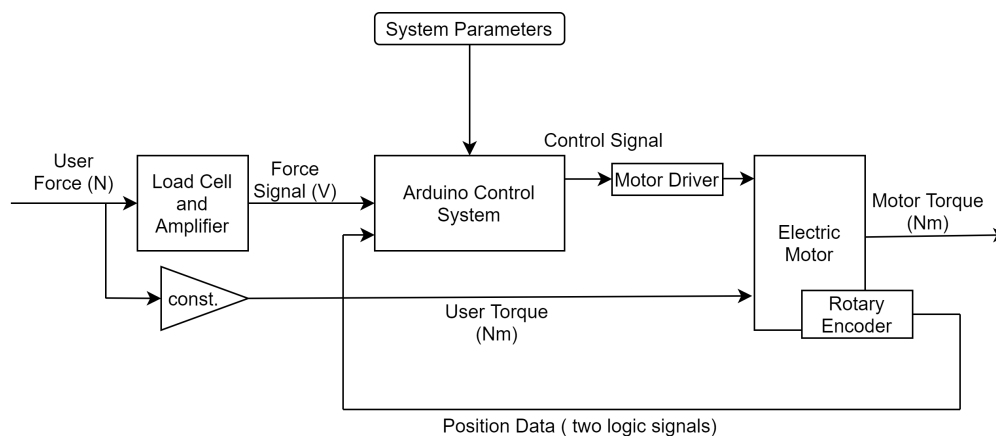 System Parameters
Control Signal
User
Force (N)
Load Cell
and
Amplifier
Force
Signal (V)
Arduino Control
System
Motor Driver
Motor Torque
(Nm)
Electric
Motor
const.
User Torque
(Nm)
Rotary
Encoder
Position Data ( two logic signals)